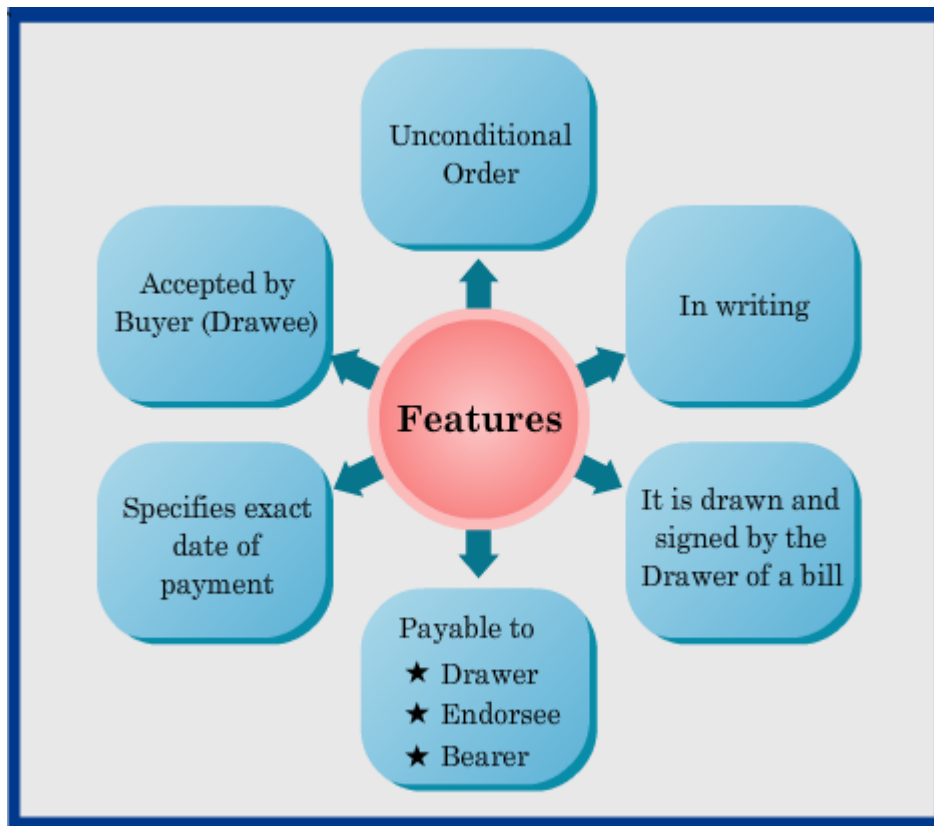 Unconditional
Order
Accepted by
Buyer (Drawee)
In writing
Features
Specifies exact
date of
payment
It is drawn and
signed by the
Drawer of a bill
Payable to
★ Drawer
★ Endorsee
★ Bearer